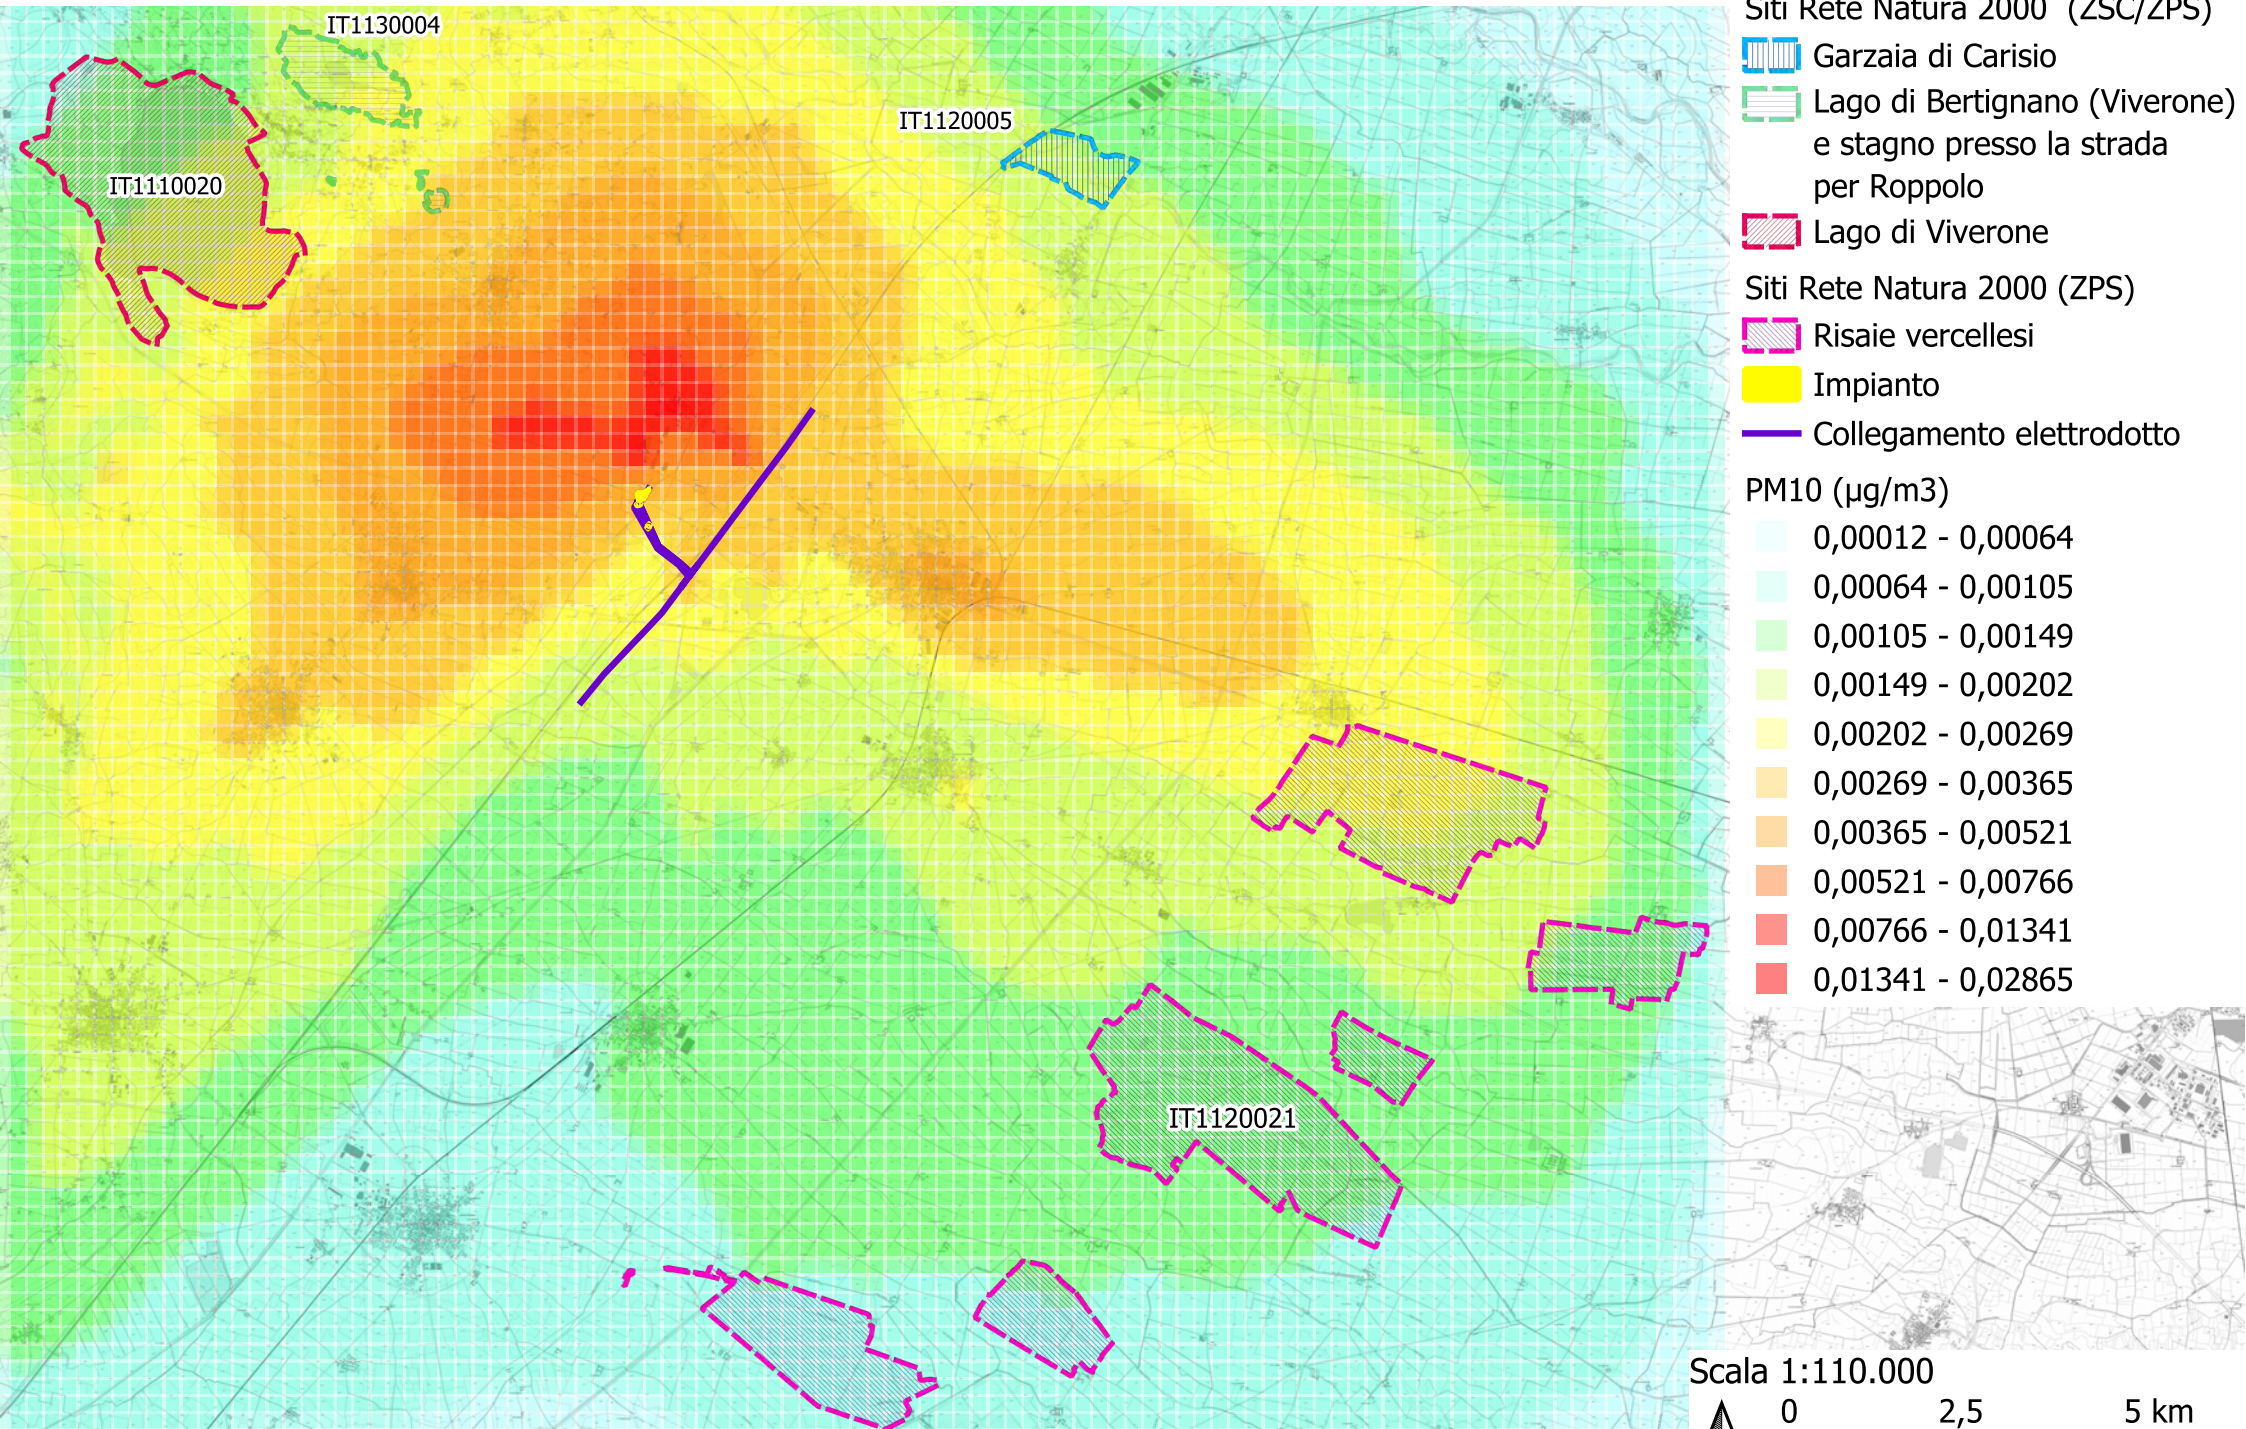 IT1130004
IT1120005
IT1110020
IT1120021
Siti Rete Natura 2000 (ZSC/ZPS)
Garzaia di Carisio
Lago di Bertignano (Viverone)
e stagno presso la strada
per Roppolo
Lago di Viverone
Siti Rete Natura 2000 (ZPS)
Risaie vercellesi
Impianto
Collegamento elettrodotto
PM10 (µg/m3)
0,00012 - 0,00064
0,00064 - 0,00105
0,00105 - 0,00149
0,00149 - 0,00202
0,00202 - 0,00269
0,00269 - 0,00365
0,00365 - 0,00521
0,00521 - 0,00766
0,00766 - 0,01341
0,01341 - 0,02865
Scala 1:110.000
0 2,5 5 km